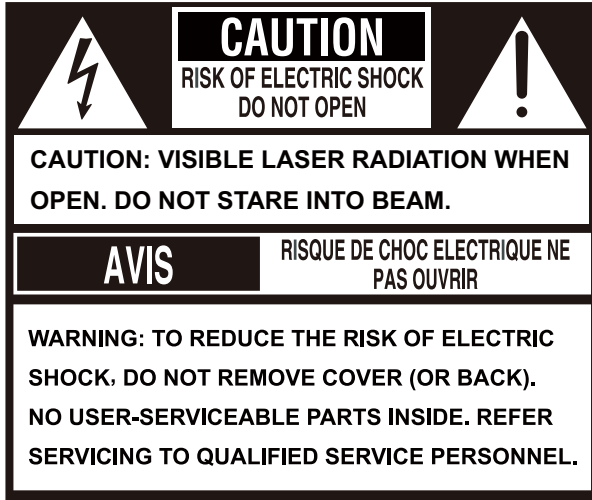 CAUTION
RISK OF ELECTRIC SHOCK
DO NOT OPEN
CAUTION: VISIBLE LASER RADIATION WHEN
OPEN. DO NOT STARE INTO BEAM.
AVIS
RISQUE DE CHOC ELECTRIQUE NE
PAS OUVRIR
WARNING: TO REDUCE THE RISK OF ELECTRIC
SHOCK, DO NOT REMOVE COVER (OR BACK).
NO USER-SERVICEABLE PARTS INSIDE. REFER
SERVICING TO QUALIFIED SERVICE PERSONNEL.